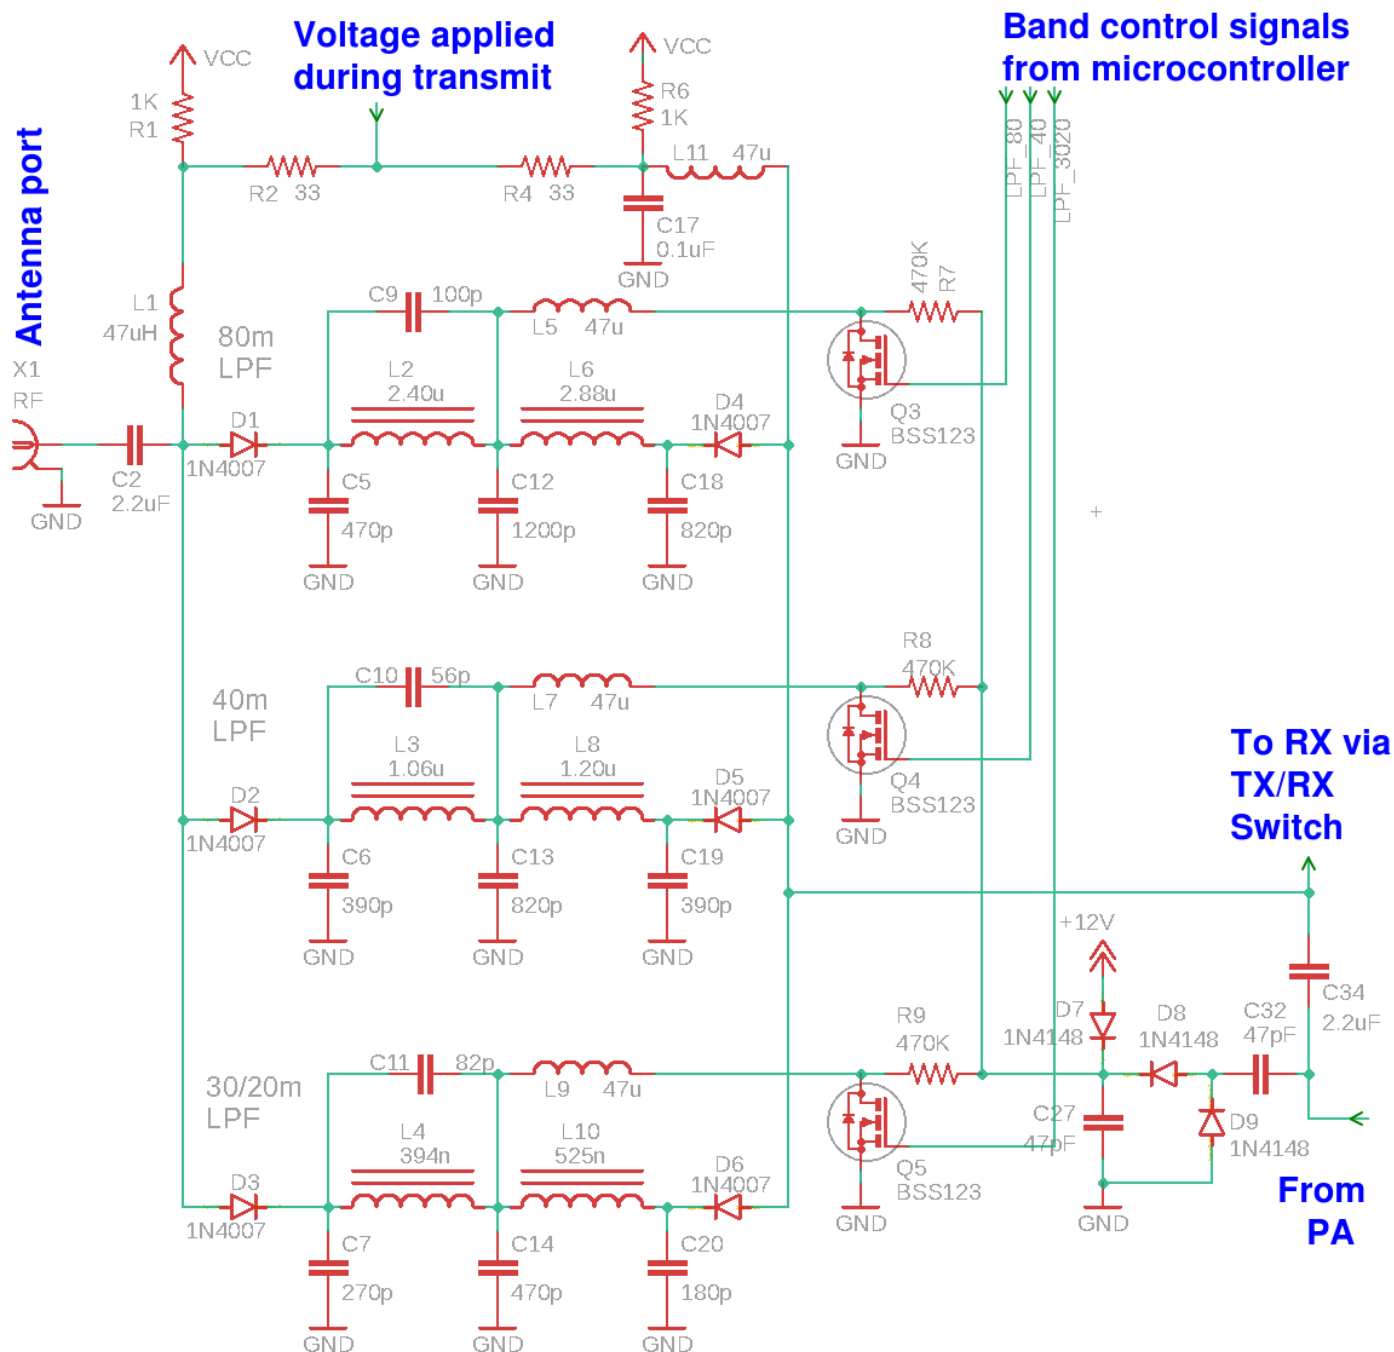 Voltage applied
during transmit
Band control signals
from microcontroller
Antenna port
VCC
1K
R1
R2 33
R4 33
VCC
R6
1K
L11 47u
C17
0.1uF
GND
LPF_80
LPF_40
LPF_3020
L1
47uH
X1
RF
GND
C2
2.2uF
80m
LPF
C9 100p
L5 47u
L2
2.40u
L6
2.88u
D1
1N4007
D4
1N4007
C5
470p
GND
C12
1200p
GND
C18
820p
GND
470K
R7
Q3
BSS123
GND
+
40m
LPF
C10 56p
L7 47u
L3
1.06u
L8
1.20u
D2
1N4007
D5
1N4007
C6
390p
GND
C13
820p
GND
C19
390p
GND
R8
470K
Q4
BSS123
GND
To RX via
TX/RX
Switch
30/20m
LPF
C11 82p
L9 47u
L4
394n
L10
525n
D3
1N4007
D6
1N4007
C7
270p
GND
C14
470p
GND
C20
180p
GND
R9
470K
Q5
BSS123
GND
+12V
D7
1N4148
D8
1N4148
C32
47pF
C34
2.2uF
C27
47pF
D9
1N4148
GND
From
PA